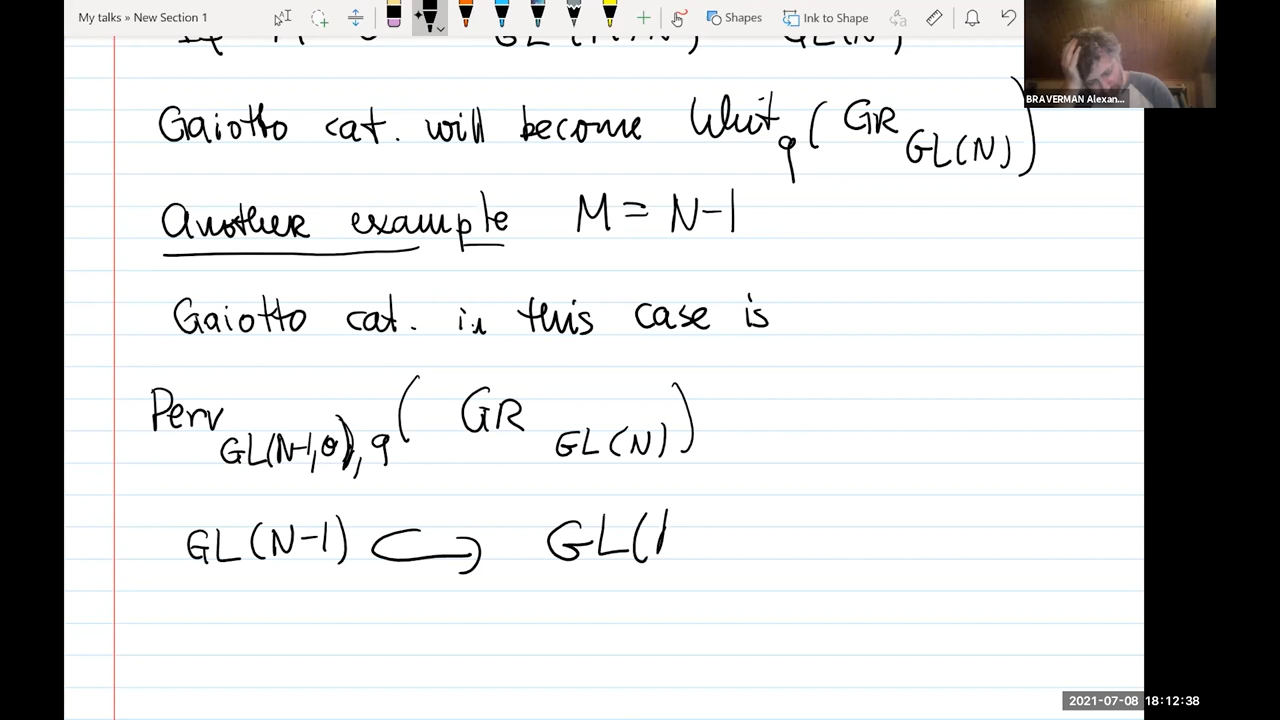 My talks » New Section 1
Shapes
Ink to Shape
BRAVERMAN Alexan...
Gaiotto cat. will become Whit_q ( GR_GL(N) )
Another example M = N-1
Gaiotto cat. in this case is
Perv_GL(N-1,O),q ( GR_GL(N) )
GL(N-1) ↪ GL(
2021-07-08 18:12:38